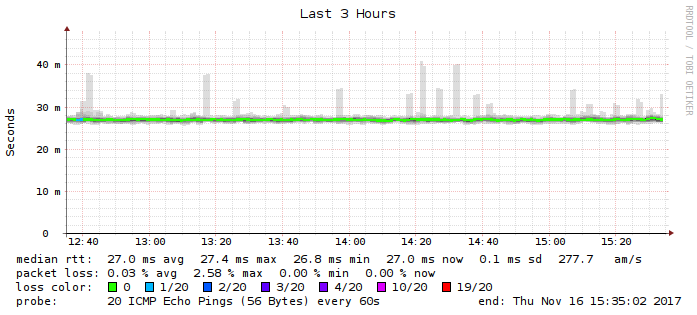 Last 3 Hours
RRDTOOL / TOBI OETIKER
Seconds
40 m
30 m
20 m
10 m
0
12:40 13:00 13:20 13:40 14:00 14:20 14:40 15:00 15:20
median rtt: 27.0 ms avg 27.4 ms max 26.8 ms min 27.0 ms now 0.1 ms sd 277.7 am/s
packet loss: 0.03 % avg 2.58 % max 0.00 % min 0.00 % now
loss color: 0 1/20 2/20 3/20 4/20 10/20 19/20
probe: 20 ICMP Echo Pings (56 Bytes) every 60s end: Thu Nov 16 15:35:02 2017